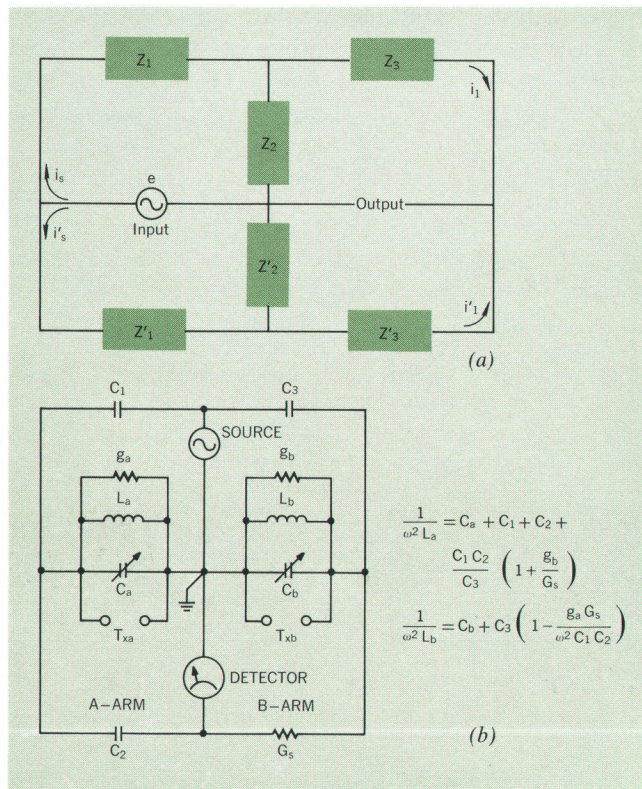 Z1
Z3
i1
Z2
is
e
Output
Input
i's
Z'2
i'1
Z'1
Z'3
(a)
C1
C3
SOURCE
ga
gb
La
Lb
1/ω² La = Ca + C1 + C2 +
Ca
Cb
C1 C2/C3 (1 + gb/Gs)
Txa
Txb
1/ω² Lb = Cb + C3 (1 - ga Gs/ω² C1 C2)
DETECTOR
A-ARM
B-ARM
C2
Gs
(b)